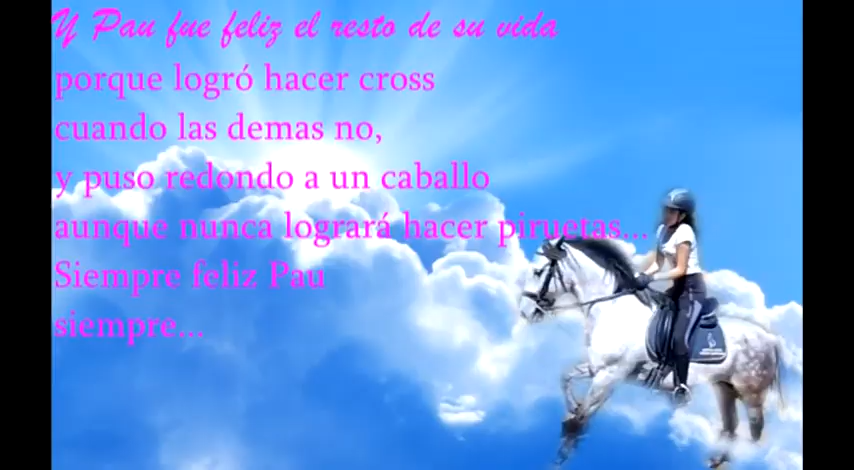 Y Pau fue feliz el resto de su vida
porque logró hacer cross
cuando las demas no,
y puso redondo a un caballo
aunque nunca logrará hacer piruetas...
Siempre feliz Pau
siempre...